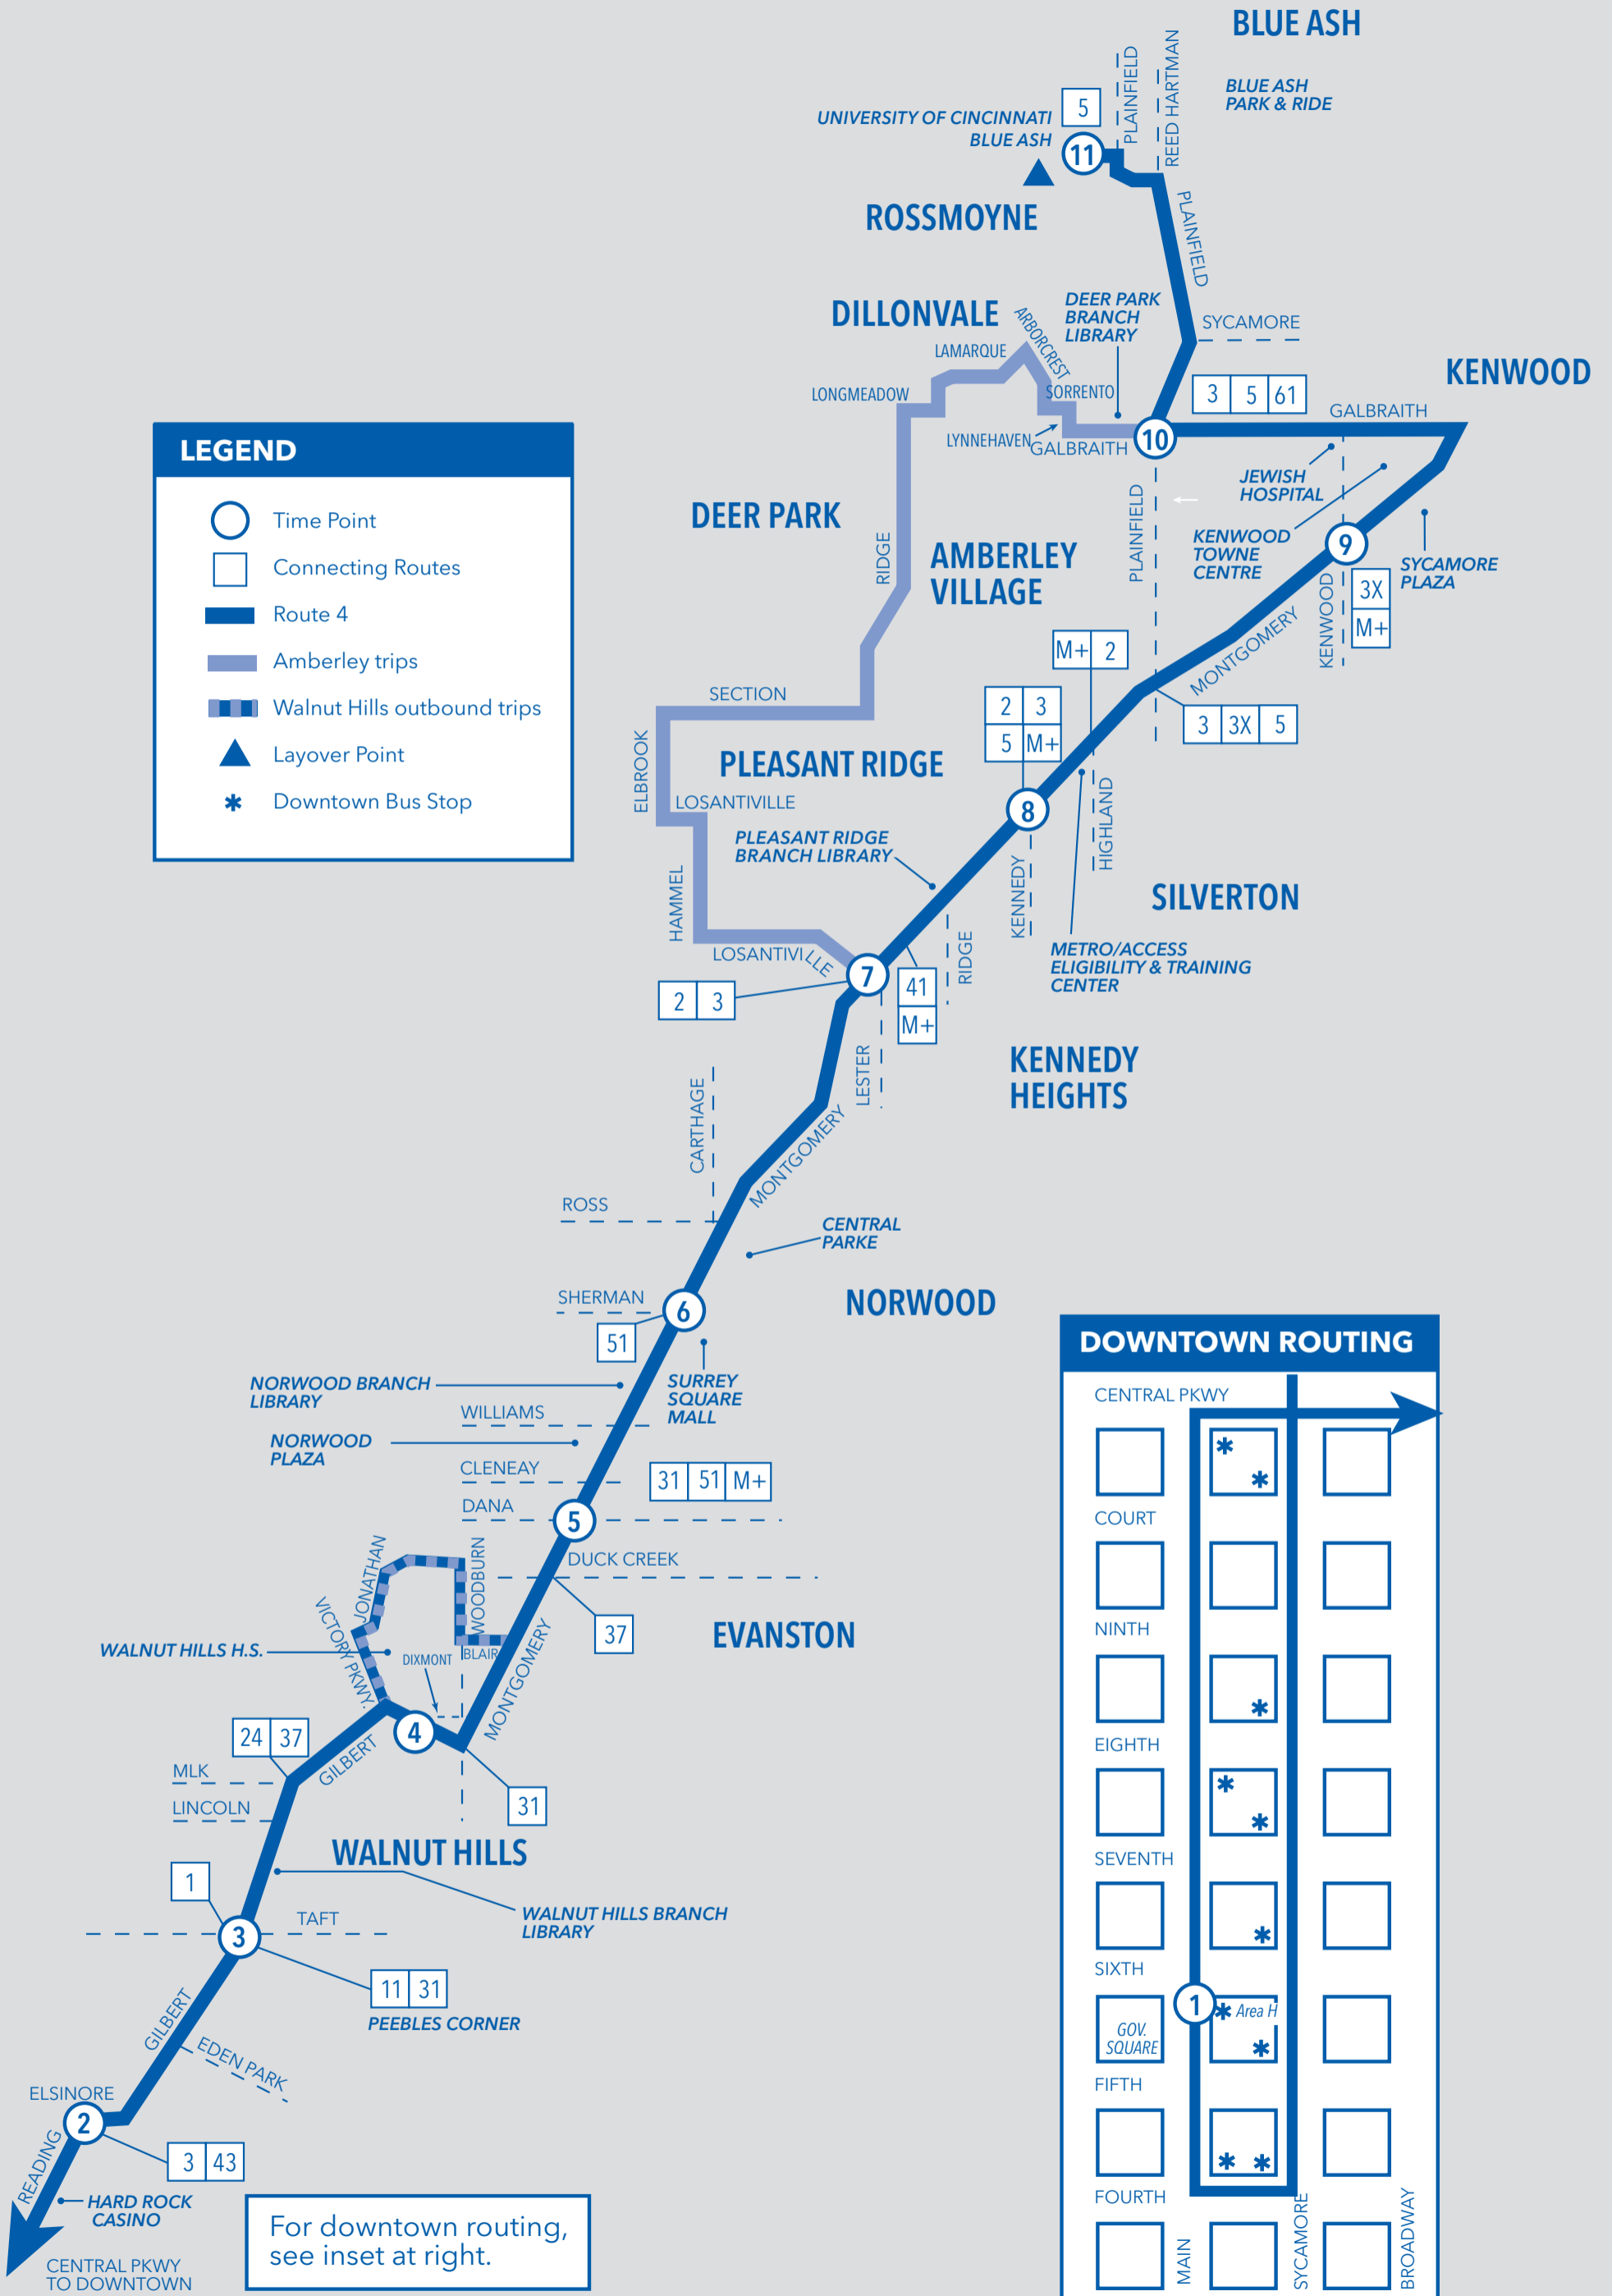 BLUE ASH
BLUE ASH
PARK & RIDE
PLAINFIELD
REED HARTMAN
5
UNIVERSITY OF CINCINNATI
BLUE ASH
11
ROSSMOYNE
PLAINFIELD
DILLONVALE
DEER PARK
BRANCH
LIBRARY
ARBORCREST
LAMARQUE
SYCAMORE
KENWOOD
LONGMEADOW
SORRENTO
3 5 61
GALBRAITH
LYNNEHAVEN
GALBRAITH
10
JEWISH
HOSPITAL
KENWOOD
TOWNE
CENTRE
9
SYCAMORE
PLAZA
3X
M+
KENWOOD
MONTGOMERY
PLAINFIELD
DEER PARK
RIDGE
AMBERLEY
VILLAGE
LEGEND
Time Point
Connecting Routes
Route 4
Amberley trips
Walnut Hills outbound trips
Layover Point
Downtown Bus Stop
M+ 2
SECTION
2 3
5 M+
3 3X 5
ELBROOK
PLEASANT RIDGE
LOSANTIVILLE
8
HIGHLAND
PLEASANT RIDGE
BRANCH LIBRARY
KENNEDY
SILVERTON
HAMMEL
LOSANTIVILLE
RIDGE
METRO/ACCESS
ELIGIBILITY & TRAINING
CENTER
7
2 3
41
M+
LESTER
KENNEDY
HEIGHTS
CARTHAGE
MONTGOMERY
ROSS
CENTRAL
PARKE
SHERMAN
6
NORWOOD
51
NORWOOD BRANCH
LIBRARY
SURREY
SQUARE
MALL
WILLIAMS
NORWOOD
PLAZA
CLENEAY
31 51 M+
DANA
5
DUCK CREEK
JONATHAN
WOODBURN
VICTORY PKWY.
37
EVANSTON
WALNUT HILLS H.S.
DIXMONT
BLAIR
MONTGOMERY
4
24 37
GILBERT
MLK
LINCOLN
31
WALNUT HILLS
1
WALNUT HILLS BRANCH
LIBRARY
TAFT
3
11 31
PEEBLES CORNER
GILBERT
EDEN PARK
ELSINORE
2
READING
3 43
HARD ROCK
CASINO
CENTRAL PKWY
TO DOWNTOWN
For downtown routing,
see inset at right.
DOWNTOWN ROUTING
CENTRAL PKWY
COURT
NINTH
EIGHTH
SEVENTH
SIXTH
1
Area H
GOV.
SQUARE
FIFTH
FOURTH
MAIN
SYCAMORE
BROADWAY